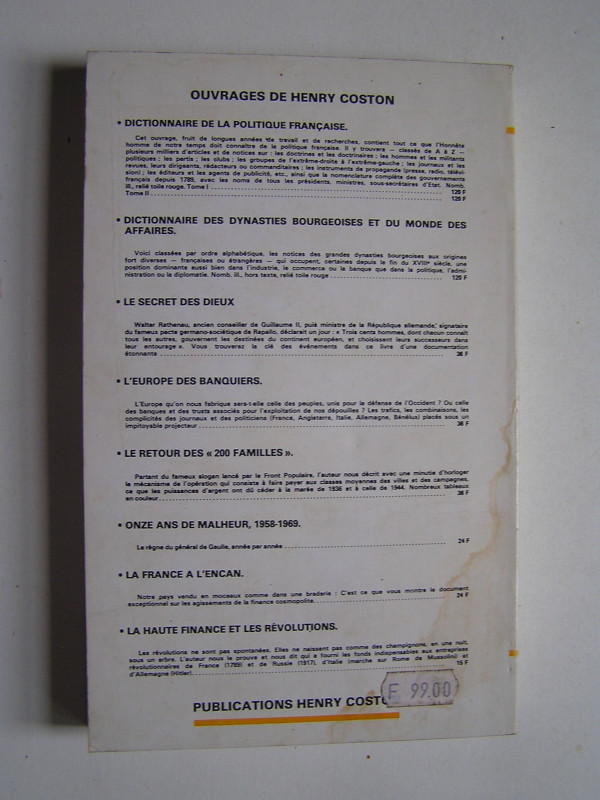 OUVRAGES DE HENRY COSTON
• DICTIONNAIRE DE LA POLITIQUE FRANÇAISE.
Cet ouvrage, fruit de longues années de travail et de recherches, contient tout ce que l'Honnête
homme de notre temps doit connaître de la politique française. Il y trouvera — classés de A à Z —
plusieurs milliers d'articles et de notices sur : les doctrines et les doctrinaires ; les hommes et les militants
politiques ; les partis ; les clubs ; les groupes de l'extrême-droite à l'extrême-gauche ; les journaux et les
revues, leurs dirigeants, rédacteurs ou commanditaires ; les instruments de propagande (presse, radio, télévi-
sion) ; les éditeurs et les agents de publicité, etc., ainsi que la nomenclature complète des gouvernements
français depuis 1789, avec les noms de tous les présidents, ministres, sous-secrétaires d'Etat. Nomb.
ill., relié toile rouge. Tome I 120 F
Tome II 120 F
• DICTIONNAIRE DES DYNASTIES BOURGEOISES ET DU MONDE DES
AFFAIRES.
Voici classées par ordre alphabétique, les notices des grandes dynasties bourgeoises aux origines
fort diverses — françaises ou étrangères — qui occupent, certaines depuis la fin du XVIIIe siècle, une
position dominante aussi bien dans l'industrie, le commerce ou la banque que dans la politique, l'admi-
nistration ou la diplomatie. Nomb. ill., hors texte, relié toile rouge 120 F
• LE SECRET DES DIEUX
Walter Rathenau, ancien conseiller de Guillaume II, puis ministre de la République allemande, signataire
du fameux pacte germano-soviétique de Rapallo, déclarait un jour : « Trois cents hommes, dont chacun connaît
tous les autres, gouvernent les destinées du continent européen, et choisissent leurs successeurs dans
leur entourage ». Vous trouverez la clé des événements dans ce livre d'une documentation
étonnante 36 F
• L'EUROPE DES BANQUIERS.
L'Europe qu'on nous fabrique sera-t-elle celle des peuples, unis pour la défense de l'Occident ? Ou celle
des banques et des trusts associés pour l'exploitation de nos dépouilles ? Les trafics, les combinaisons, les
complicités des journaux et des politiciens (France, Angleterre, Italie, Allemagne, Bénélux) placés sous un
impitoyable projecteur 36 F
• LE RETOUR DES « 200 FAMILLES ».
Partant du fameux slogan lancé par le Front Populaire, l'auteur nous décrit avec une minutie d'horloger
le mécanisme de l'opération qui consiste à faire payer aux classes moyennes des villes et des campagnes,
ce que les puissances d'argent ont dû céder à la marée de 1936 et à celle de 1944. Nombreux tableaux
en couleur 36 F
• ONZE ANS DE MALHEUR, 1958-1969.
Le règne du général de Gaulle, année par année 24 F
• LA FRANCE A L'ENCAN.
Notre pays vendu en moceaux comme dans une braderie : C'est ce que vous montre le document
exceptionnel sur les agissements de la finance cosmopolite. 24 F
• LA HAUTE FINANCE ET LES RÉVOLUTIONS.
Les révolutions ne sont pas spontanées. Elles ne naissent pas comme des champignons, en une nuit,
sous un arbre. L'auteur nous le prouve et nous dit qui a fourni les fonds indispensables aux entreprises
révolutionnaires de France (1789) et de Russie (1917), d'Italie (marche sur Rome de Mussolini) et
d'Allemagne (Hitler). 15 F
F 99.00
PUBLICATIONS HENRY COSTO